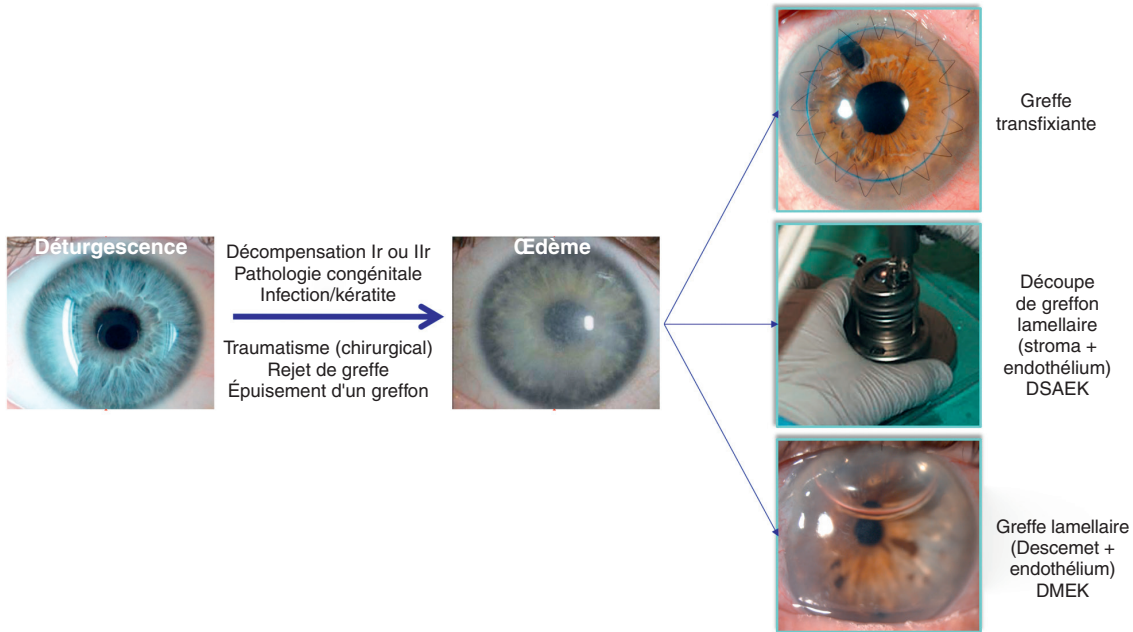 Détურgescence
Décompensation Ir ou IIr
Pathologie congénitale
Infection/kératite
Traumatisme (chirurgical)
Rejet de greffe
Épuisement d'un greffon
Œdème
Greffe
transfixiante
Découpe
de greffon
lamellaire
(stroma +
endothélium)
DSAEK
Greffe lamellaire
(Descemet +
endothélium)
DMEK